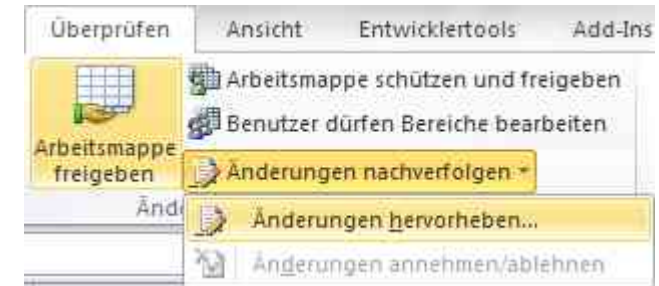 Überprüfen Ansicht Entwicklertools Add-Ins
Arbeitsmappe schützen und freigeben
Benutzer dürfen Bereiche bearbeiten
Arbeitsmappe
freigeben
Änderungen nachverfolgen
Änd
Änderungen hervorheben...
Änderungen annehmen/ablehnen